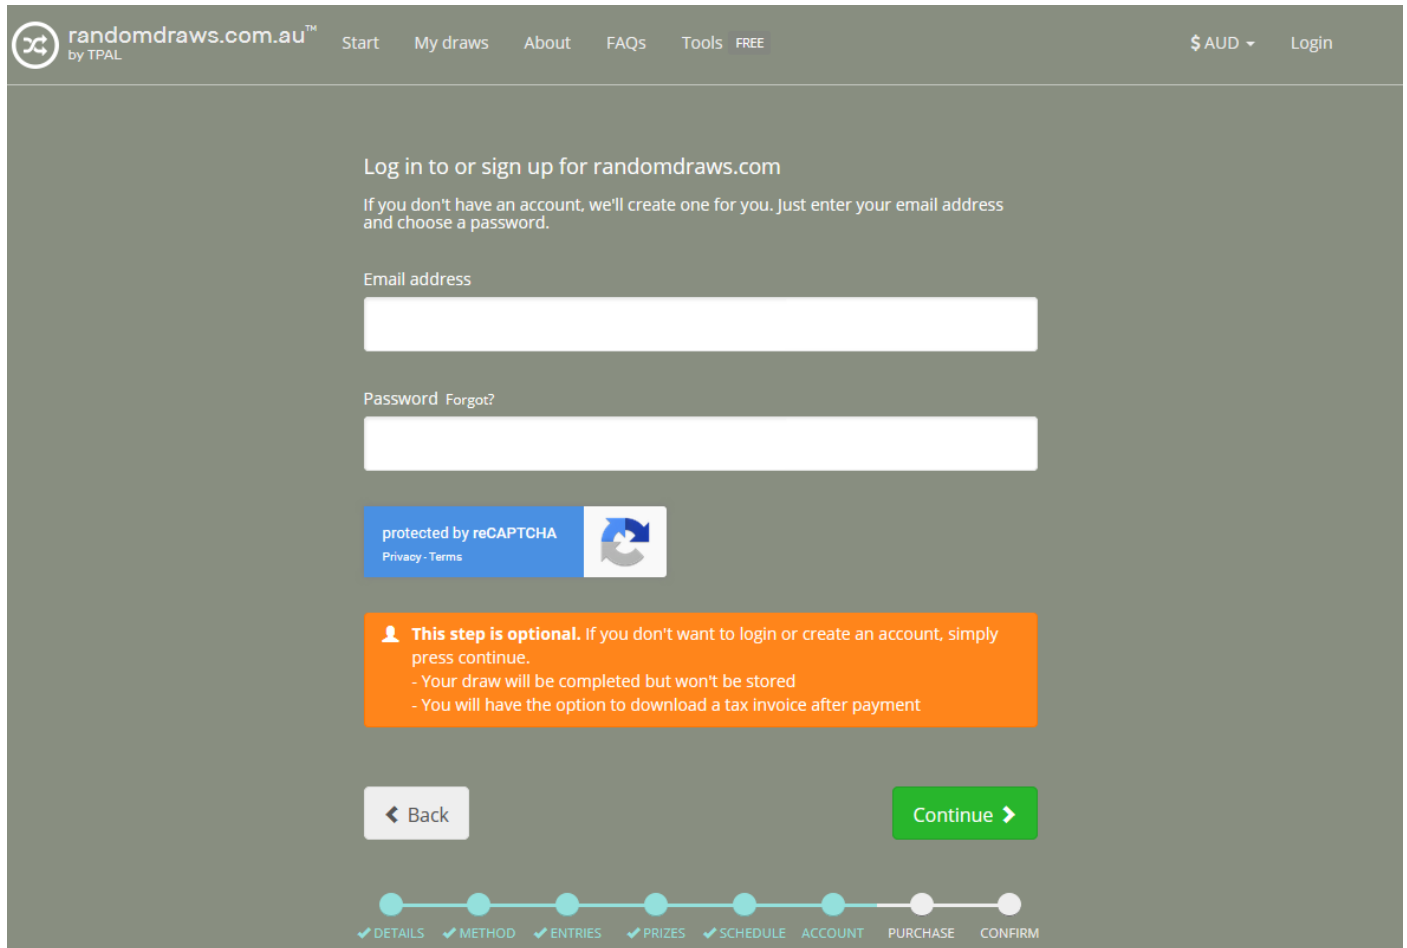 randomdraws.com.au™
by TPAL
Start My draws About FAQs Tools FREE $ AUD Login
Log in to or sign up for randomdraws.com
If you don't have an account, we'll create one for you. Just enter your email address
and choose a password.
Email address
Password Forgot?
protected by reCAPTCHA
Privacy - Terms
This step is optional. If you don't want to login or create an account, simply
press continue.
- Your draw will be completed but won't be stored
- You will have the option to download a tax invoice after payment
Back
Continue
DETAILS METHOD ENTRIES PRIZES SCHEDULE ACCOUNT PURCHASE CONFIRM